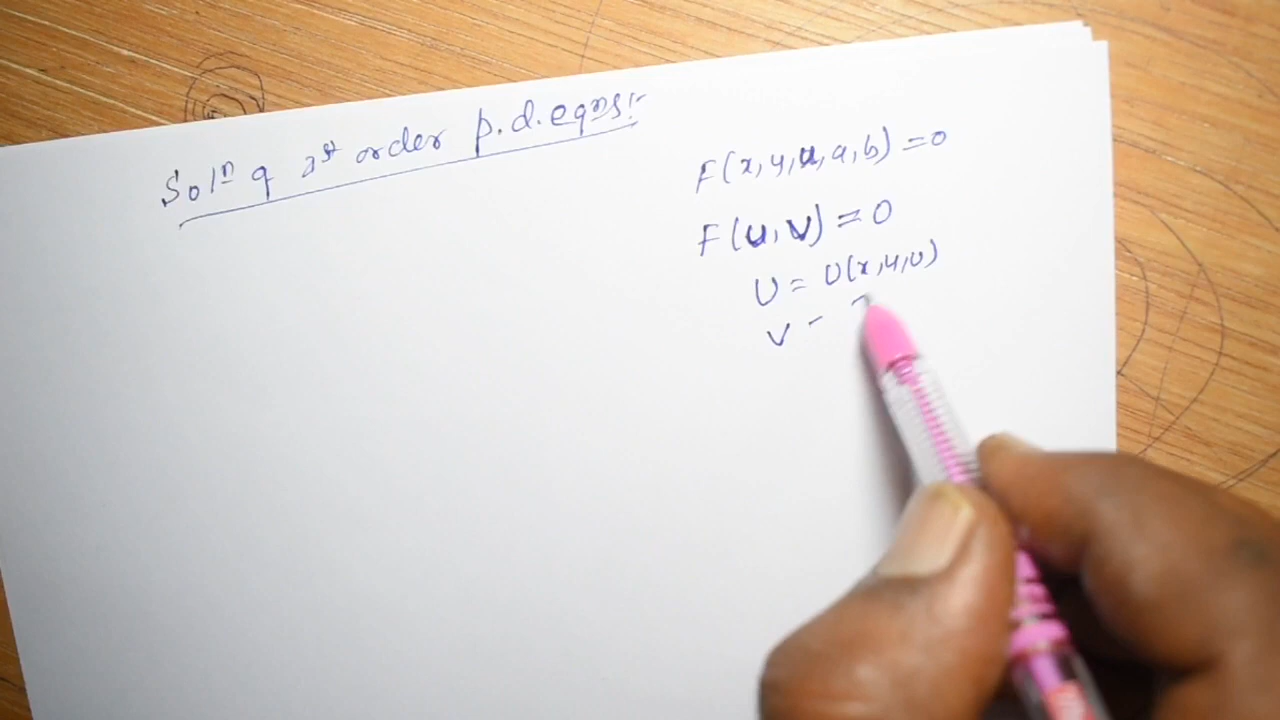 Solⁿ of 1st order p.d.eqns:-
F(x,y,u,a,b) = 0
F(u,v) = 0
U = U(x,y,u)
V -